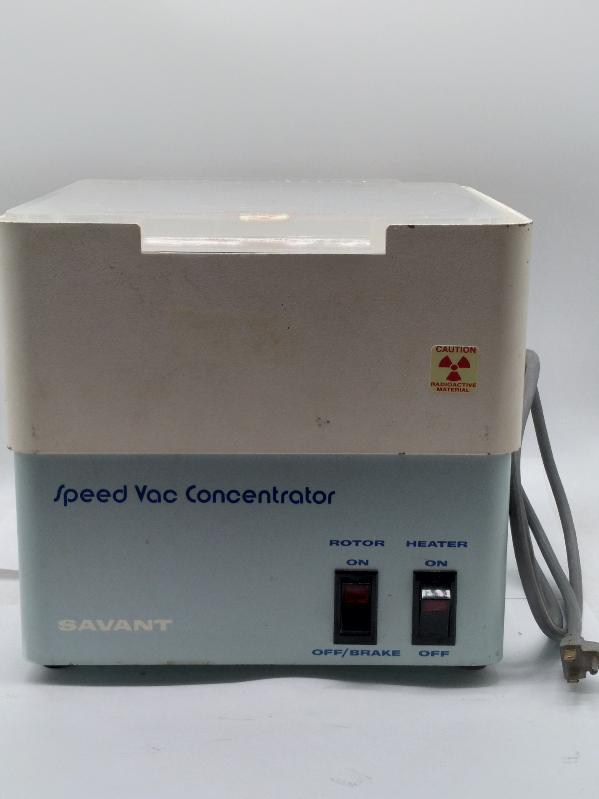 CAUTION
RADIOACTIVE
MATERIAL
Speed Vac Concentrator
ROTOR HEATER
ON ON
SAVANT
OFF/BRAKE OFF